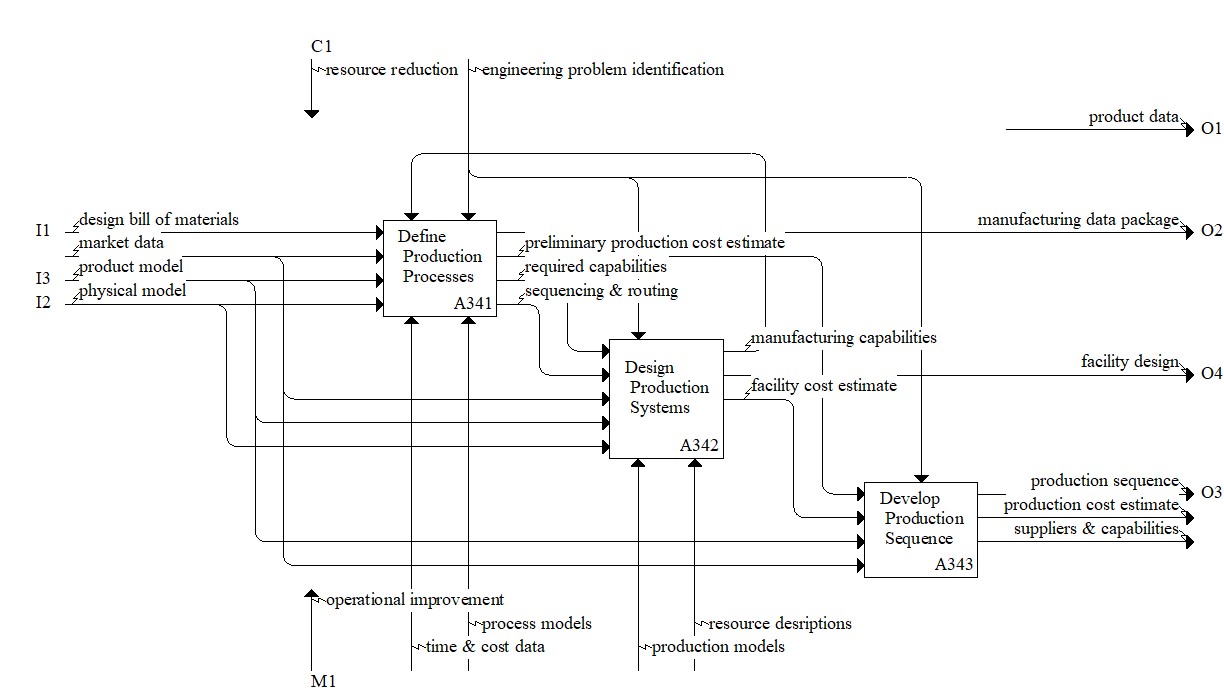 C1
resource reduction
engineering problem identification
product data
O1
design bill of materials
manufacturing data package
I1
O2
market data
Define
Production
Processes
A341
preliminary production cost estimate
product model
required capabilities
I3
physical model
sequencing & routing
I2
manufacturing capabilities
Design
Production
Systems
A342
facility design
O4
facility cost estimate
production sequence
O3
Develop
Production
Sequence
A343
production cost estimate
suppliers & capabilities
operational improvement
process models
resource desriptions
time & cost data
production models
M1